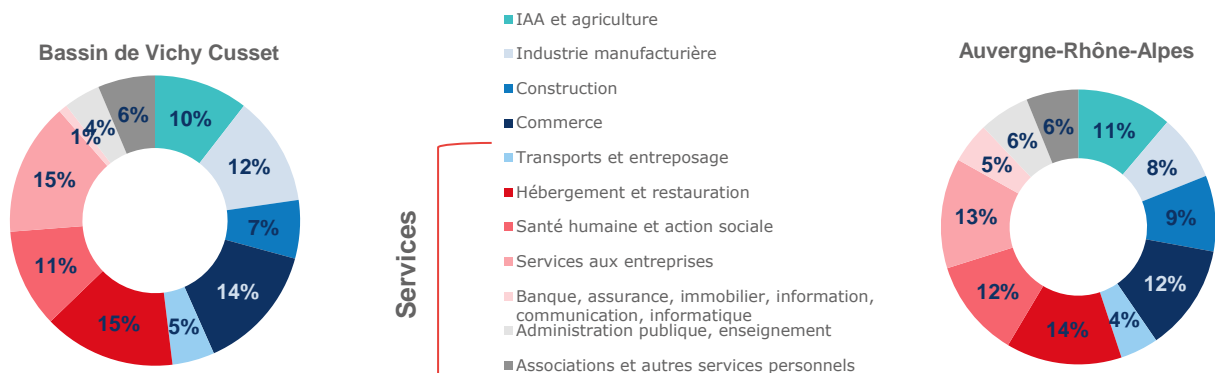 Bassin de Vichy Cusset
6%
10%
4%
1%
12%
15%
7%
11%
14%
15%
5%
Services
IAA et agriculture
Industrie manufacturière
Construction
Commerce
Transports et entreposage
Hébergement et restauration
Santé humaine et action sociale
Services aux entreprises
Banque, assurance, immobilier, information,
communication, informatique
Administration publique, enseignement
Associations et autres services personnels
Auvergne-Rhône-Alpes
6%
11%
6%
5%
8%
13%
9%
12%
12%
14%
4%